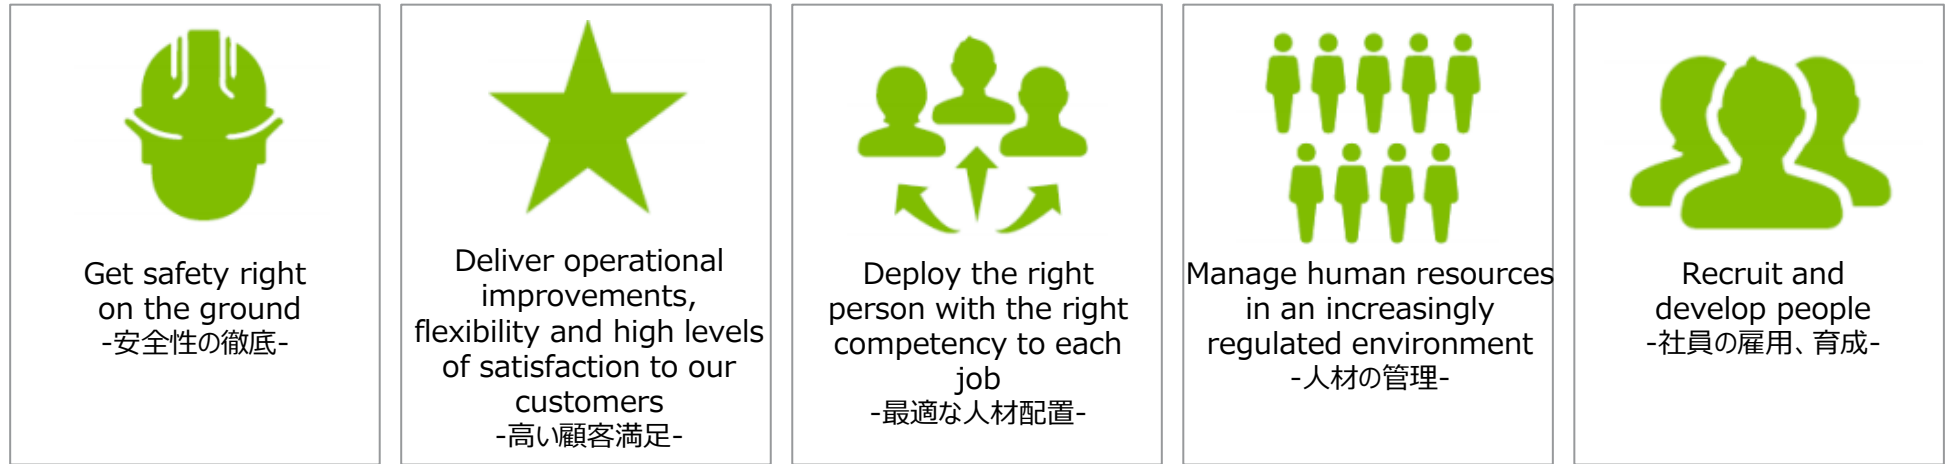 Get safety right
on the ground
-安全性の徹底-
Deliver operational
improvements,
flexibility and high levels
of satisfaction to our
customers
-高い顧客満足-
Deploy the right
person with the right
competency to each
job
-最適な人材配置-
Manage human resources
in an increasingly
regulated environment
-人材の管理-
Recruit and
develop people
-社員の雇用、育成-